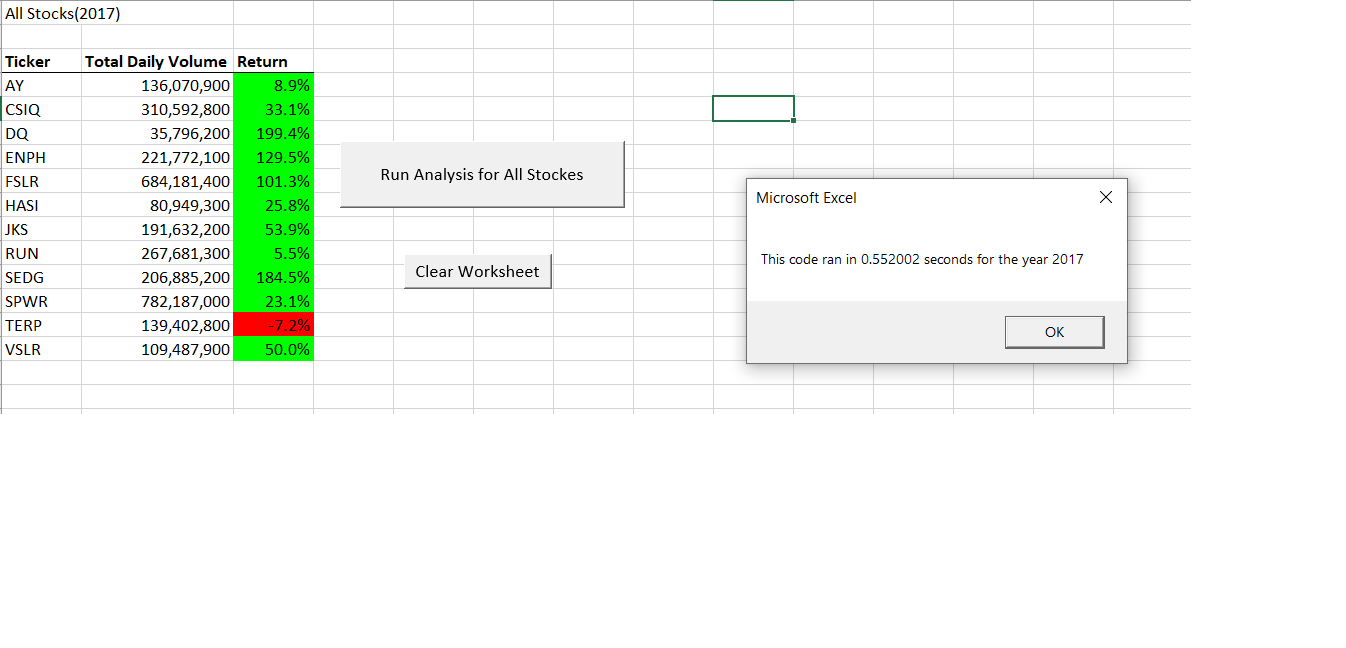 All Stocks(2017)
Ticker Total Daily Volume Return
AY 136,070,900 8.9%
CSIQ 310,592,800 33.1%
DQ 35,796,200 199.4%
ENPH 221,772,100 129.5%
FSLR 684,181,400 101.3%
HASI 80,949,300 25.8%
JKS 191,632,200 53.9%
RUN 267,681,300 5.5%
SEDG 206,885,200 184.5%
SPWR 782,187,000 23.1%
TERP 139,402,800 -7.2%
VSLR 109,487,900 50.0%
Run Analysis for All Stockes
Clear Worksheet
Microsoft Excel
This code ran in 0.552002 seconds for the year 2017
OK